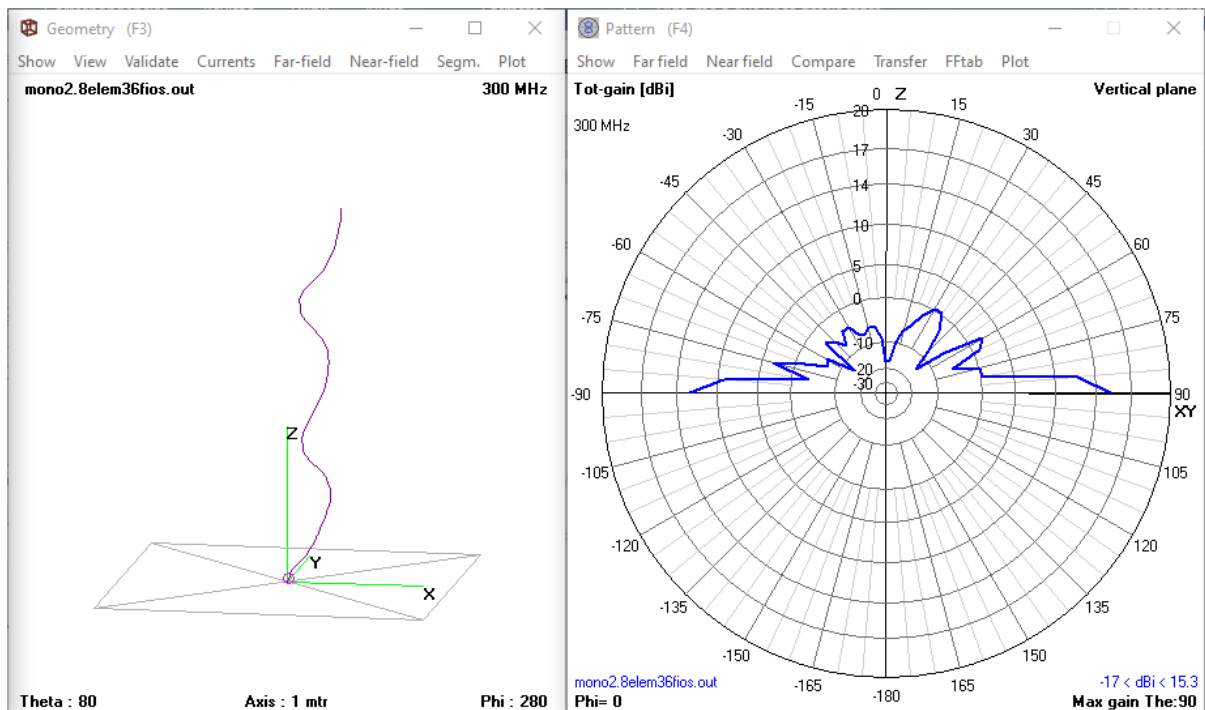 Geometry (F3)
Show View Validate Currents Far-field Near-field Segm. Plot
mono2.8elem36fios.out 300 MHz
Z
Y
X
Theta : 80 Axis : 1 mtr Phi : 280
Pattern (F4)
Show Far field Near field Compare Transfer FFtab Plot
Tot-gain [dBi] 0 Z Vertical plane
300 MHz
-15 20 15
-30 17 30
-45 14 45
-60 10 60
5
-75 0 75
-10
20
-30
-90 90
XY
-105 105
-120 120
-135 135
-150 150
-165 165
-180
mono2.8elem36fios.out -17 < dBi < 15.3
Phi= 0 Max gain The:90